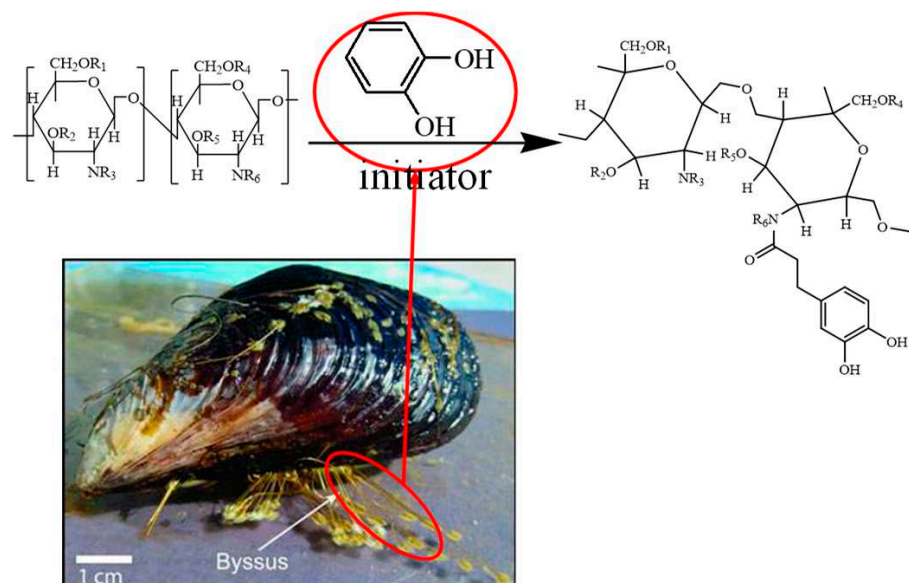 CH₂OR₁
O
H
H
O
OR₂
H
H
H
NR₃
CH₂OR₄
O
H
H
O
OR₅
H
H
H
NR₆
OH
OH
initiator
CH₂OR₁
O
H
H
O
R₂O
H
H
NR₃
H
CH₂OR₄
O
R₅O
H
H
R₆N
H
O
O
OH
OH
Byssus
1 cm